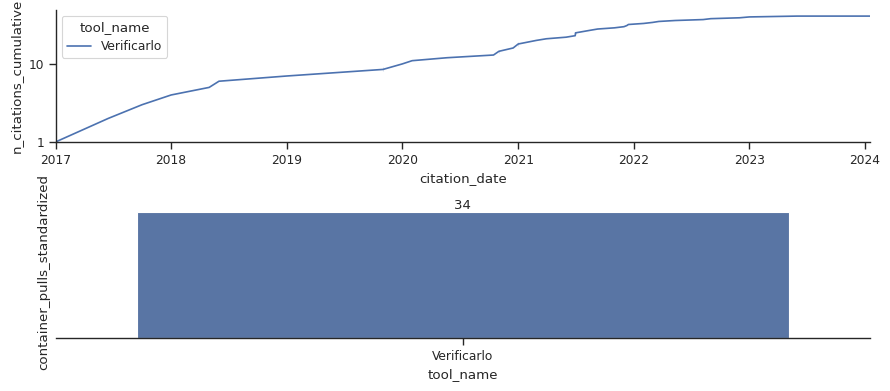 n_citations_cumulative
tool_name
Verificarlo
10
1
2017 2018 2019 2020 2021 2022 2023 2024
citation_date
container_pulls_standardized
34
Verificarlo
tool_name